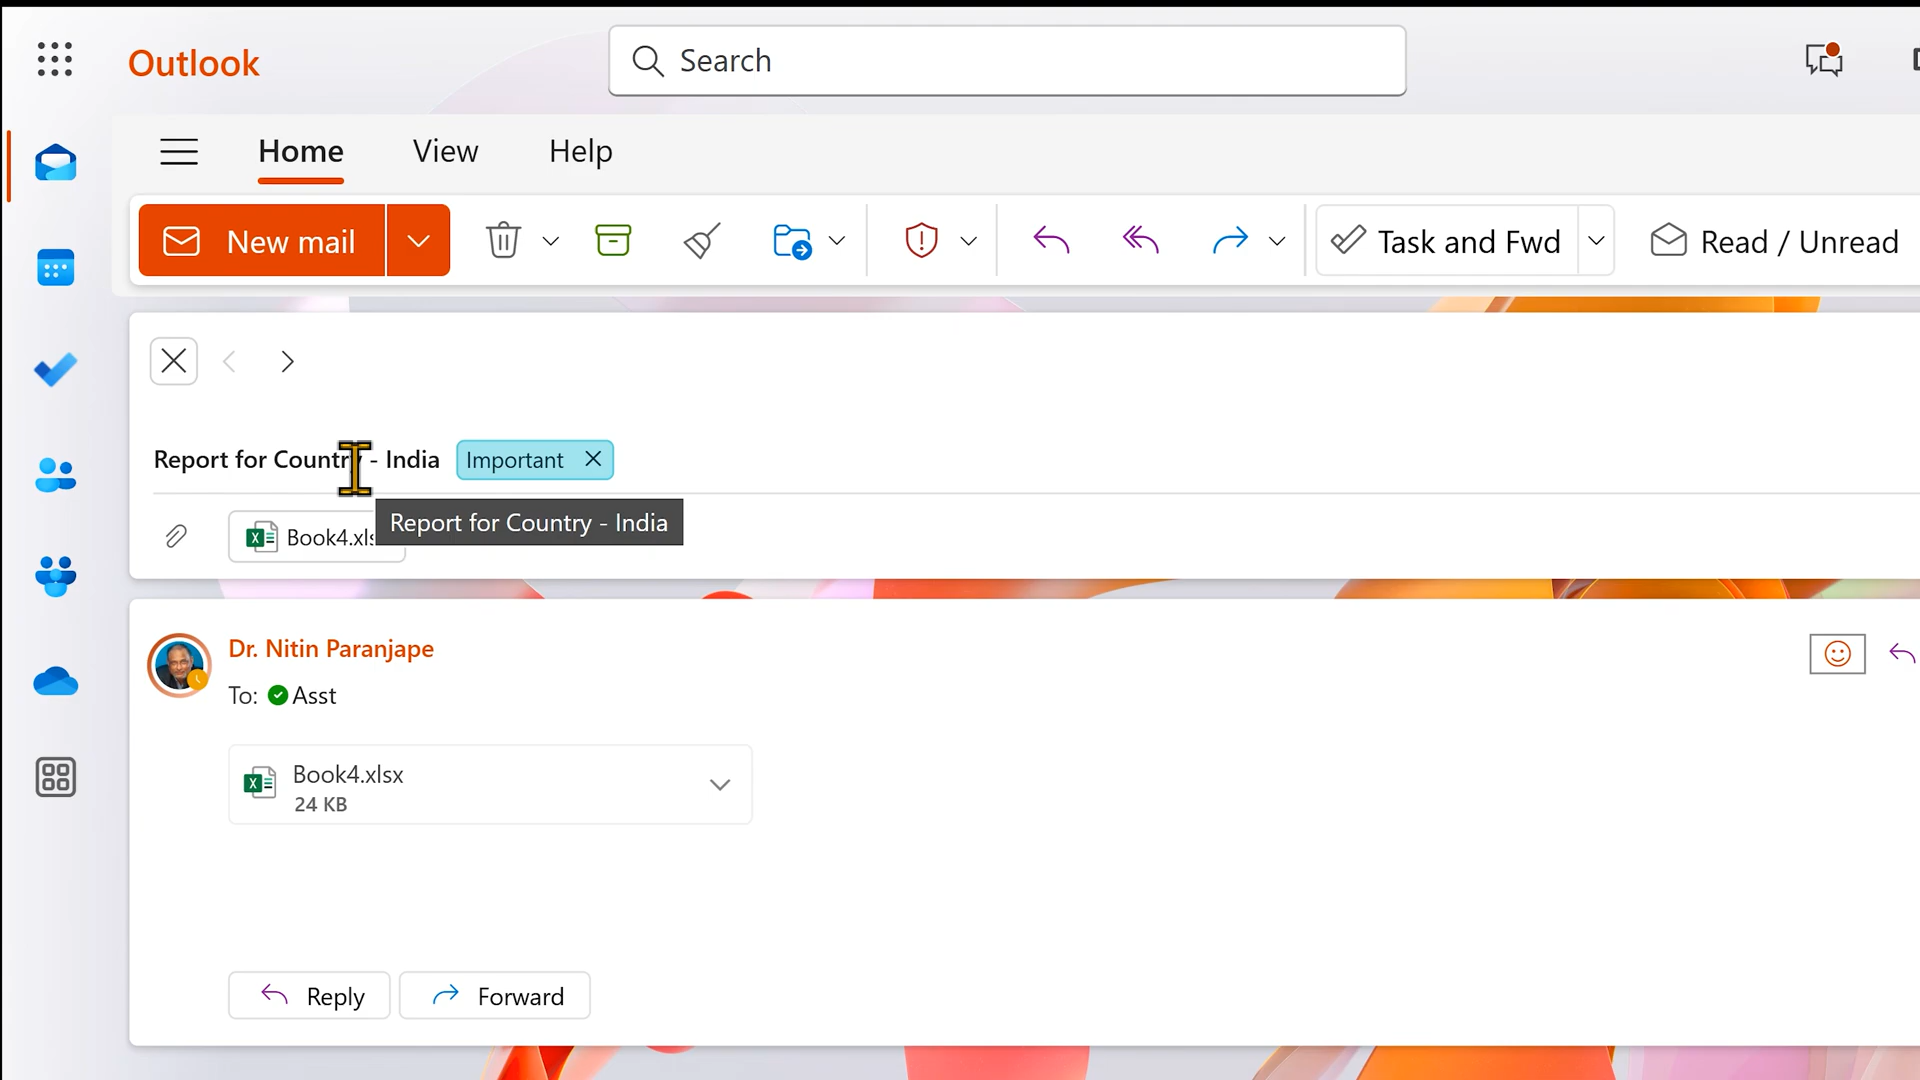 Outlook
Search
Home View Help
New mail
Task and Fwd
Read / Unread
Report for Country - India
Important
Book4.xls
Report for Country - India
Dr. Nitin Paranjape
To: Asst
Book4.xlsx
24 KB
Reply
Forward